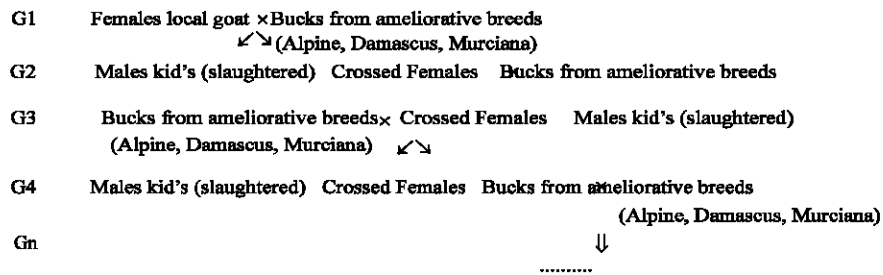 G1 Females local goat ×Bucks from ameliorative breeds
↙↘(Alpine, Damascus, Murciana)
G2 Males kid's (slaughtered) Crossed Females Bucks from ameliorative breeds
G3 Bucks from ameliorative breeds× Crossed Females Males kid's (slaughtered)
(Alpine, Damascus, Murciana) ↙↘
G4 Males kid's (slaughtered) Crossed Females Bucks from ameliorative breeds
(Alpine, Damascus, Murciana)
Gn ⇓
..........